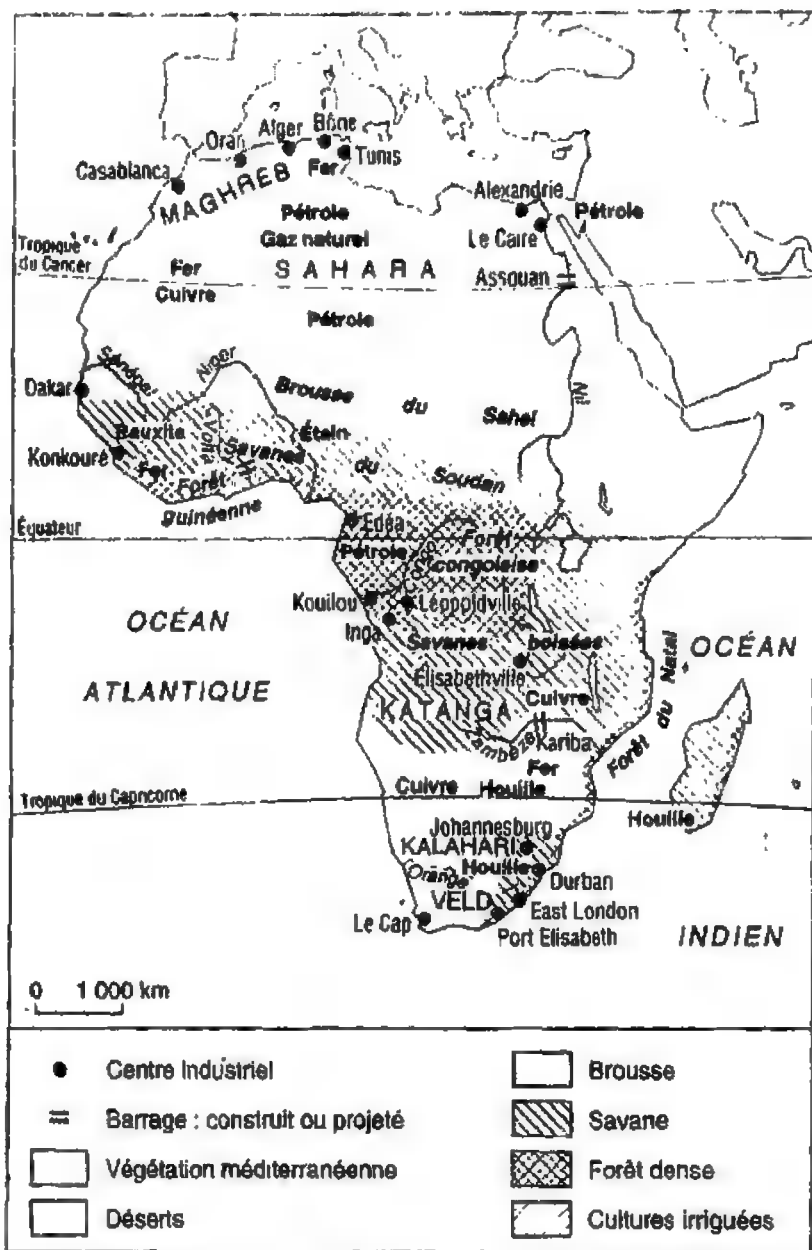 Bône
Alger
Oran
Tunis
Fer
Casablanca
MAGHREB
Alexandrie
Pétrole
Pétrole
Le Caire
Gaz naturel
Tropique
du Cancer
Fer
SAHARA
Assouan
Cuivre
Pétrole
Sénégal
Niger
Dakar
Brousse
du
Sahel
Nil
Bauxite
Volta
Étain
Savanes
du
Soudan
Konkouré
Fer
Forêt
guinéenne
Équateur
Edéa
Forêt
Pétrole
congolaise
Kouilou
Léopoldville
Inga
OCÉAN
ATLANTIQUE
Savanes
boisées
OCÉAN
Élisabethville
Cuivre
KATANGA
Zambèze
Kariba
Forêt du Natal
Fer
Cuivre
Houille
Tropique du Capricorne
Houille
Johannesburg
KALAHARI
Houille
Orange
Durban
VELD
East London
Le Cap
Port Elisabeth
INDIEN
0 1 000 km
Centre Industriel
Barrage : construit ou projeté
Végétation méditerranéenne
Déserts
Brousse
Savane
Forêt dense
Cultures irriguées